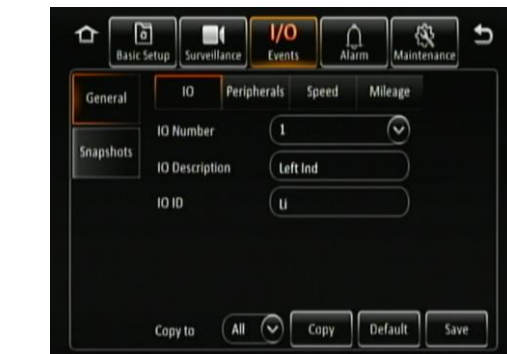 I/O
Basic Setup Surveillance Events Alarm Maintenance
General IO Peripherals Speed Mileage
IO Number 1
Snapshots
IO Description Left Ind
IO ID Li
Copy to All Copy Default Save